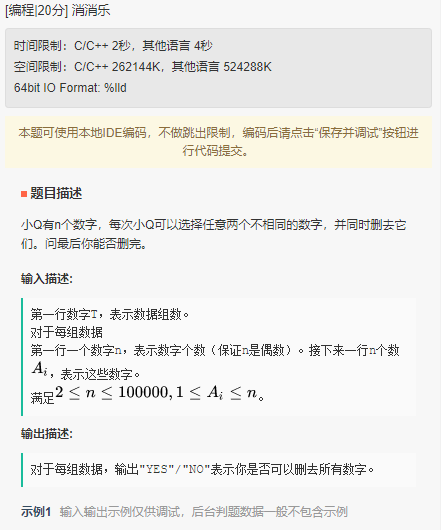 [编程|20分] 消消乐
时间限制：C/C++ 2秒，其他语言 4秒
空间限制：C/C++ 262144K，其他语言 524288K
64bit IO Format: %lld
本题可使用本地IDE编码，不做跳出限制，编码后请点击“保存并调试”按钮进
行代码提交。
题目描述
小Q有n个数字，每次小Q可以选择任意两个不相同的数字，并同时删去它
们。问最后你能否删完。
输入描述:
第一行数字T，表示数据组数。
对于每组数据
第一行一个数字n，表示数字个数（保证n是偶数）。接下来一行n个数
A_i，表示这些数字。
满足2 ≤ n ≤ 100000, 1 ≤ A_i ≤ n。
输出描述:
对于每组数据，输出"YES"/"NO"表示你是否可以删去所有数字。
示例1 输入输出示例仅供调试，后台判题数据一般不包含示例